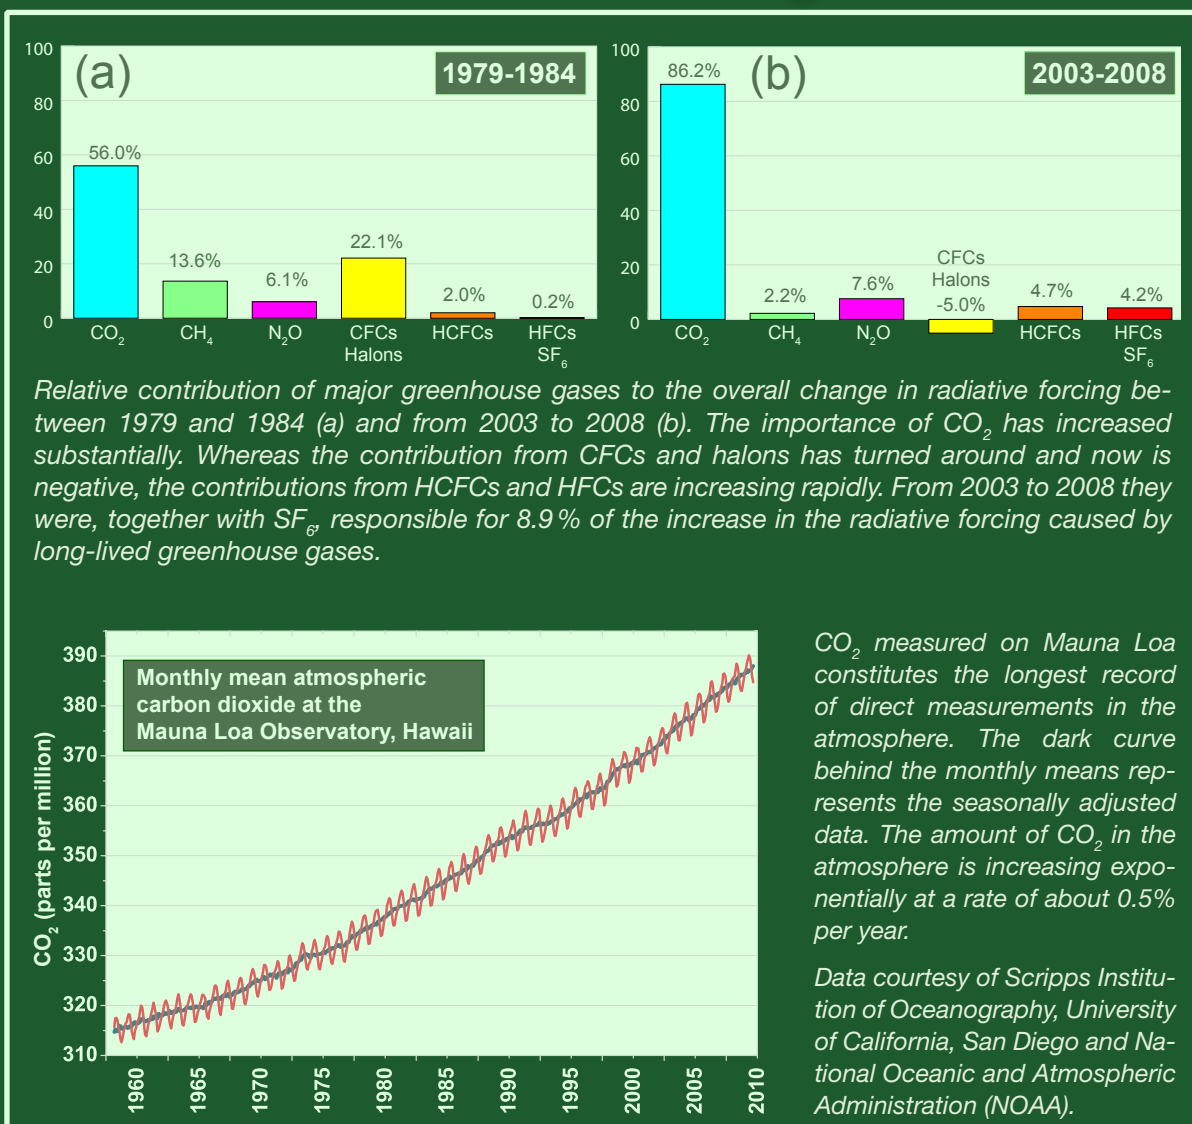 100
80
60
40
20
0
(a)
1979-1984
56.0%
13.6%
6.1%
22.1%
2.0%
0.2%
CO₂
CH₄
N₂O
CFCs
Halons
HCFCs
HFCs
SF₆
100
80
60
40
20
0
(b)
2003-2008
86.2%
2.2%
7.6%
CFCs
Halons
-5.0%
4.7%
4.2%
CO₂
CH₄
N₂O
HCFCs
HFCs
SF₆
Relative contribution of major greenhouse gases to the overall change in radiative forcing be-
tween 1979 and 1984 (a) and from 2003 to 2008 (b). The importance of CO₂ has increased
substantially. Whereas the contribution from CFCs and halons has turned around and now is
negative, the contributions from HCFCs and HFCs are increasing rapidly. From 2003 to 2008 they
were, together with SF₆, responsible for 8.9 % of the increase in the radiative forcing caused by
long-lived greenhouse gases.
Monthly mean atmospheric
carbon dioxide at the
Mauna Loa Observatory, Hawaii
CO₂ (parts per million)
390
380
370
360
350
340
330
320
310
1960
1965
1970
1975
1980
1985
1990
1995
2000
2005
2010
CO₂ measured on Mauna Loa
constitutes the longest record
of direct measurements in the
atmosphere. The dark curve
behind the monthly means rep-
resents the seasonally adjusted
data. The amount of CO₂ in the
atmosphere is increasing expo-
nentially at a rate of about 0.5%
per year.
Data courtesy of Scripps Institu-
tion of Oceanography, University
of California, San Diego and Na-
tional Oceanic and Atmospheric
Administration (NOAA).